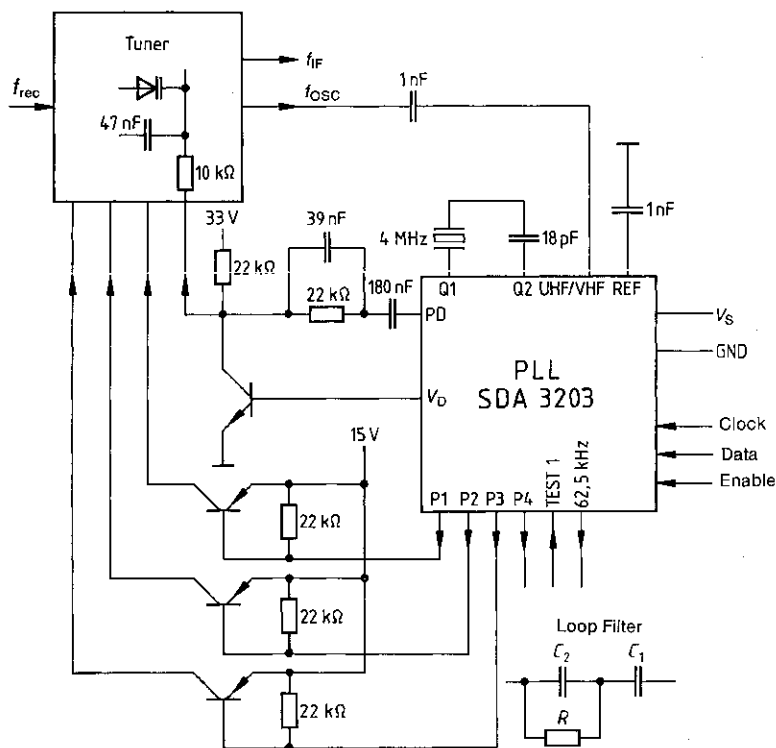 Tuner
f_IF
f_rec
f_OSC
1 nF
47 nF
10 kΩ
33 V
39 nF
4 MHz
18 pF
1 nF
22 kΩ
22 kΩ
180 nF
Q1
Q2
UHF/VHF
REF
PD
V_S
GND
PLL
SDA 3203
V_D
15 V
Clock
Data
Enable
P1
P2
P3
P4
TEST 1
62,5 kHz
22 kΩ
22 kΩ
22 kΩ
Loop Filter
C_2
C_1
R